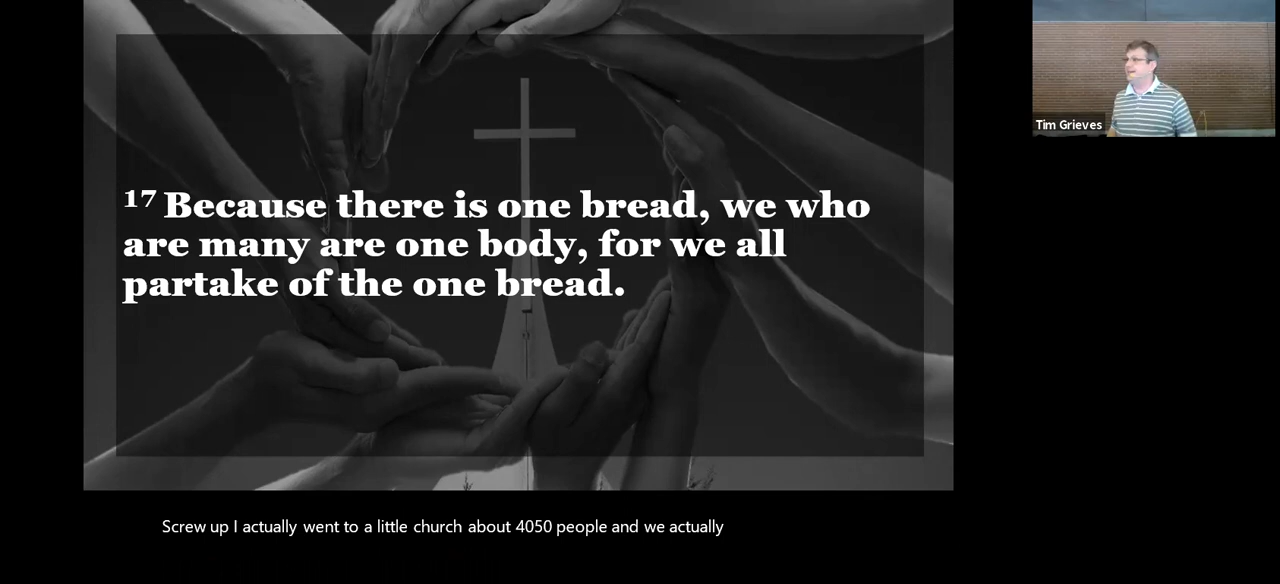 17 Because there is one bread, we who
are many are one body, for we all
partake of the one bread.
Tim Grieves
Screw up I actually went to a little church about 4050 people and we actually